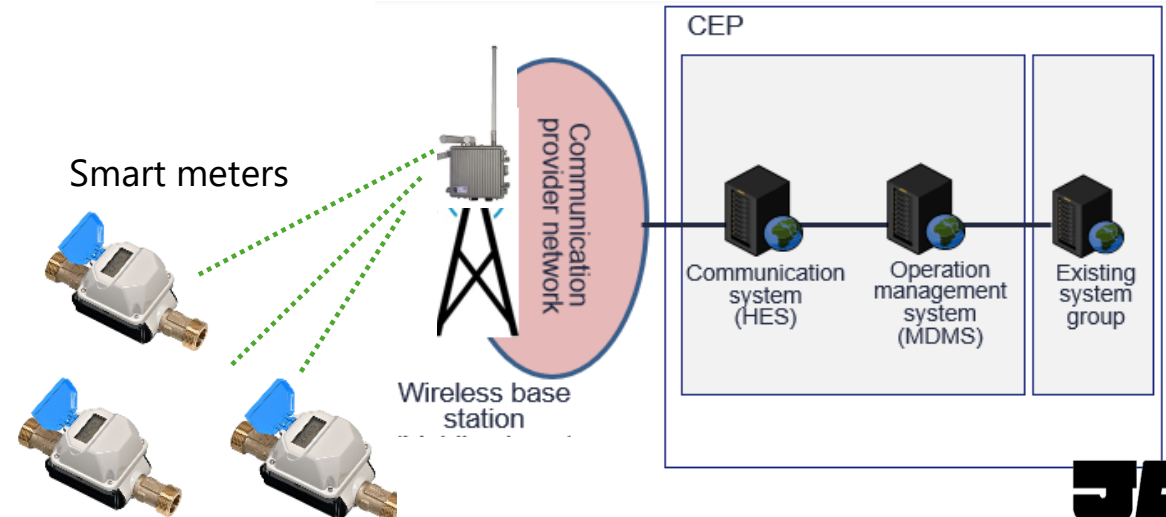 CEP
Smart meters
Communication
provider network
Communication
system
(HES)
Operation
management
system
(MDMS)
Existing
system
group
Wireless base
station